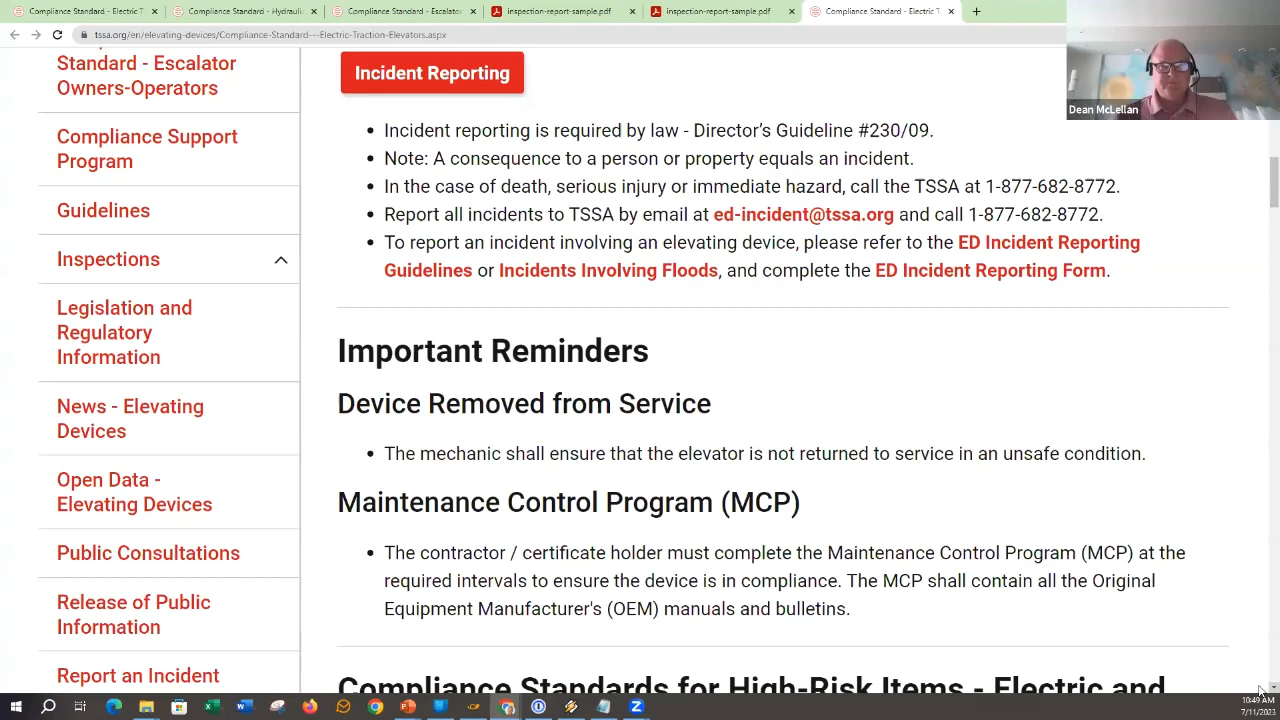 Compliance Standard - Electric T
Compliance Standard - Hydraulic
Compliance Standard - Escalator
inspection-report-sample.pdf
inspection-report-sample.pdf
Compliance Standard - Electric T
tssa.org/en/elevating-devices/Compliance-Standard---Electric-Traction-Elevators.aspx
Standard - Escalator
Owners-Operators
Compliance Support
Program
Guidelines
Inspections
Legislation and
Regulatory
Information
News - Elevating
Devices
Open Data -
Elevating Devices
Public Consultations
Release of Public
Information
Report an Incident
Incident Reporting
• Incident reporting is required by law - Director's Guideline #230/09.
• Note: A consequence to a person or property equals an incident.
• In the case of death, serious injury or immediate hazard, call the TSSA at 1-877-682-8772.
• Report all incidents to TSSA by email at ed-incident@tssa.org and call 1-877-682-8772.
• To report an incident involving an elevating device, please refer to the ED Incident Reporting
Guidelines or Incidents Involving Floods, and complete the ED Incident Reporting Form.
Important Reminders
Device Removed from Service
• The mechanic shall ensure that the elevator is not returned to service in an unsafe condition.
Maintenance Control Program (MCP)
• The contractor / certificate holder must complete the Maintenance Control Program (MCP) at the
required intervals to ensure the device is in compliance. The MCP shall contain all the Original
Equipment Manufacturer's (OEM) manuals and bulletins.
Compliance Standards for High-Risk Items - Electric and
Dean McLellan
10:49 AM
7/11/2023